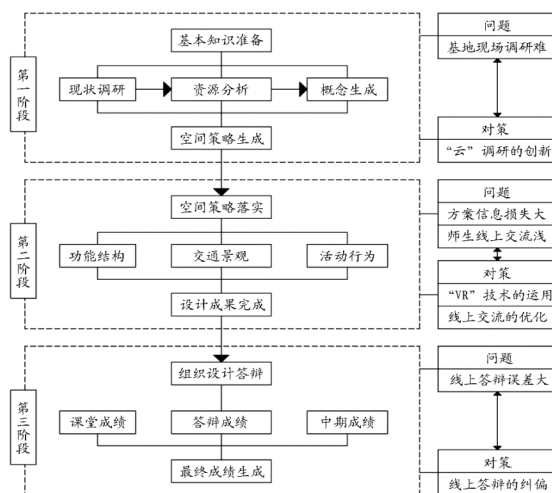 第一阶段
基本知识准备
现状调研
资源分析
概念生成
空间策略生成
问题
基地现场调研难
对策
“云”调研的创新
第二阶段
空间策略落实
功能结构
交通景观
活动行为
设计成果完成
问题
方案信息损失大
师生线上交流浅
对策
“VR”技术的运用
线上交流的优化
第三阶段
组织设计答辩
课堂成绩
答辩成绩
中期成绩
最终成绩生成
问题
线上答辩误差大
对策
线上答辩的纠偏